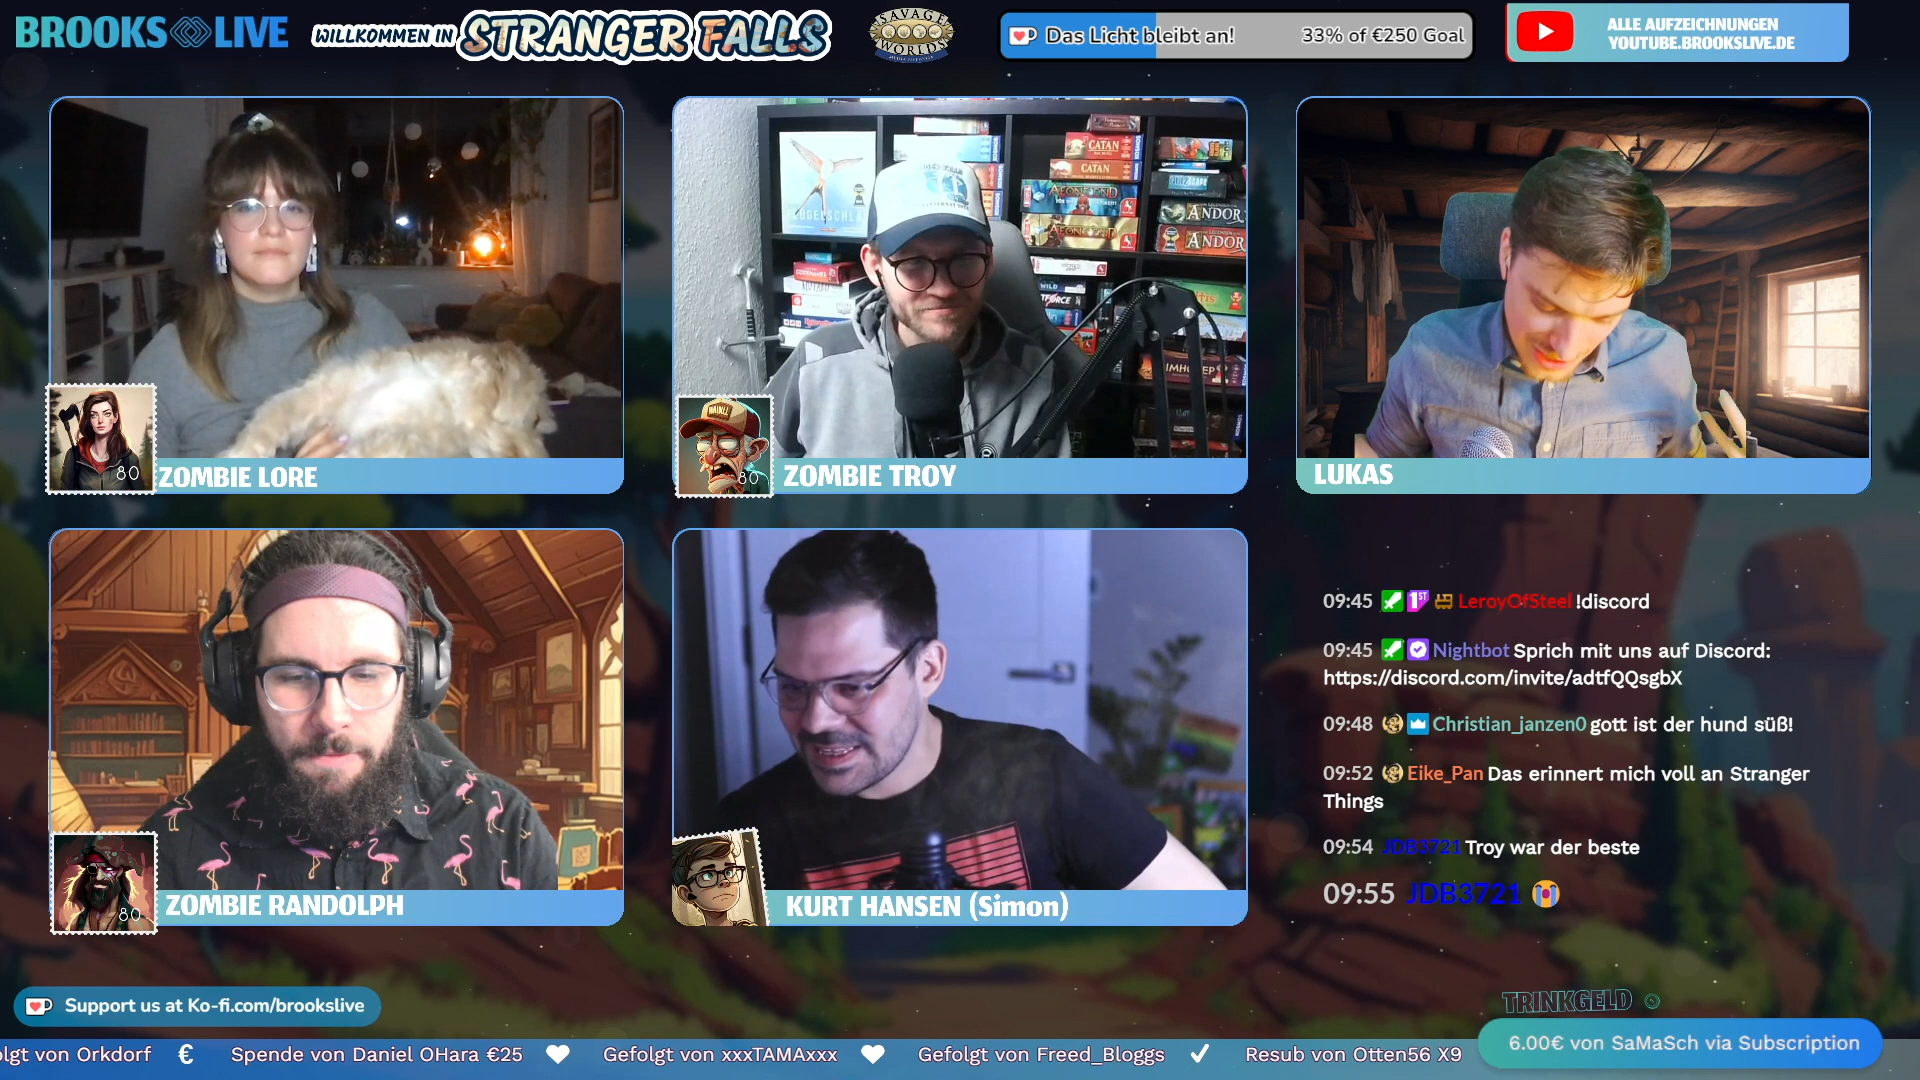 BROOKS LIVE
WILLKOMMEN IN STRANGER FALLS
SAVAGE WORLDS
Das Licht bleibt an! 33% of €250 Goal
ALLE AUFZEICHNUNGEN
YOUTUBE.BROOKSLIVE.DE
CATAN
CATAN
AEON'S END
ANDOR
ANDOR
CODENAMES
WILD
IMHOTEP
80
ZOMBIE LORE
80
ZOMBIE TROY
LUKAS
80
ZOMBIE RANDOLPH
KURT HANSEN (Simon)
09:45 LeroyOfSteel !discord
09:45 Nightbot Sprich mit uns auf Discord:
https://discord.com/invite/adtfQQsgbX
09:48 Christian_janzen0 gott ist der hund süß!
09:52 Eike_Pan Das erinnert mich voll an Stranger
Things
09:54 JDB3721 Troy war der beste
09:55 JDB3721 😭
Support us at Ko-fi.com/brookslive
TRINKGELD
6.00€ von SaMaSch via Subscription
olgt von Orkdorf € Spende von Daniel OHara €25 Gefolgt von xxxTAMAxxx Gefolgt von Freed_Bloggs Resub von Otten56 X9